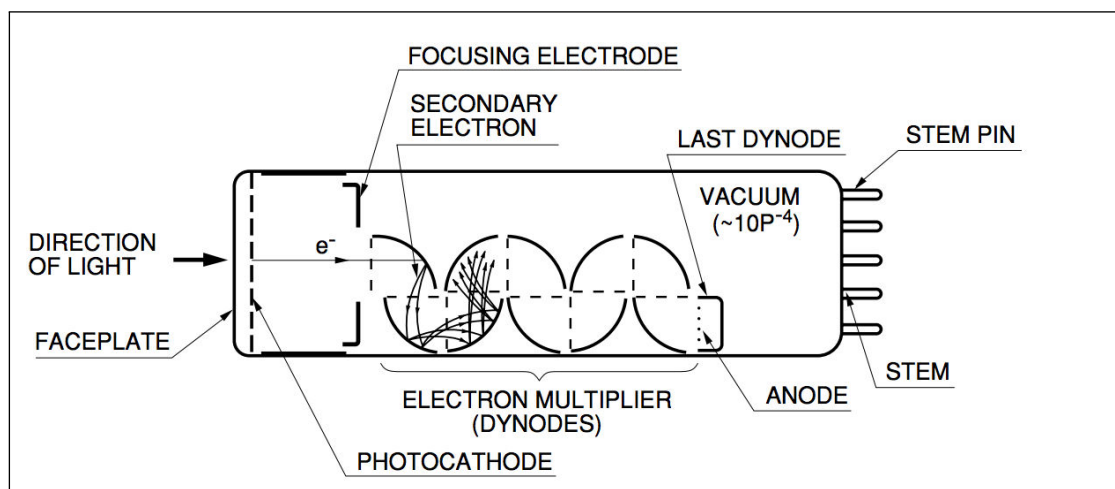 FOCUSING ELECTRODE
SECONDARY
ELECTRON
LAST DYNODE
STEM PIN
VACUUM
(~10P⁻⁴)
DIRECTION
OF LIGHT
e⁻
FACEPLATE
STEM
ANODE
ELECTRON MULTIPLIER
(DYNODES)
PHOTOCATHODE